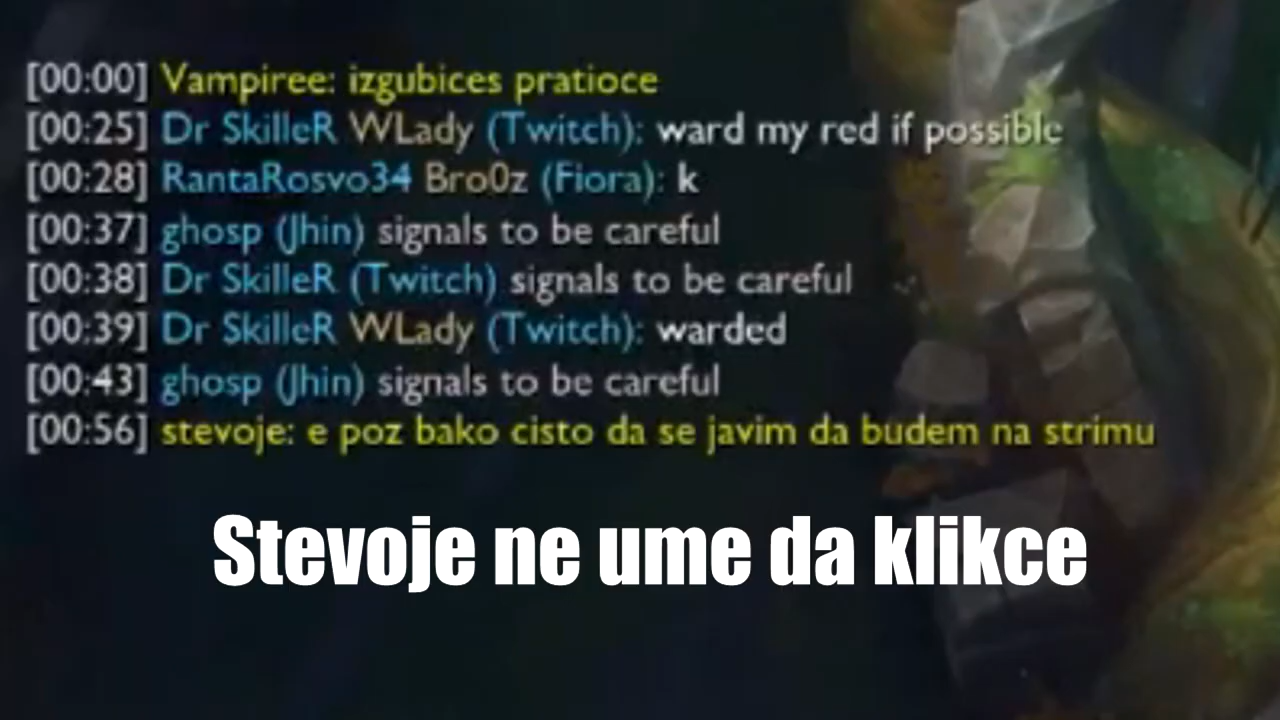 [00:00] Vampiree: izgubices pratioce
[00:25] Dr SkilleR WLady (Twitch): ward my red if possible
[00:28] RantaRosvo34 Bro0z (Fiora): k
[00:37] ghosp (Jhin) signals to be careful
[00:38] Dr SkilleR (Twitch) signals to be careful
[00:39] Dr SkilleR WLady (Twitch): warded
[00:43] ghosp (Jhin) signals to be careful
[00:56] stevoje: e poz bako cisto da se javim da budem na strimu
Stevoje ne ume da klikce